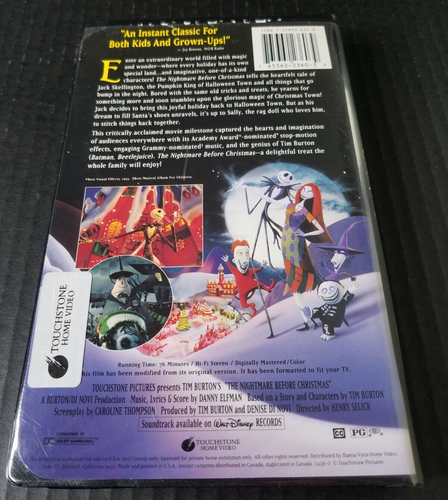 "An Instant Classic For
Both Kids And Grown-Ups!"
Enter an extraordinary world filled with magic
and wonder—where every holiday has its own
special land...and imaginative, one-of-a-kind
characters! The Nightmare Before Christmas tells the heartfelt tale of
Jack Skellington, the Pumpkin King of Halloween Town and all things that go
bump in the night. Bored with the same old tricks and treats, he yearns for
something more and soon stumbles upon the glorious magic of Christmas Town!
Jack decides to bring this joyful holiday back to Halloween Town. But as his
dream to fill Santa's shoes unravels, it's up to Sally, the rag doll who loves him,
to stitch things back together.
This critically acclaimed movie milestone captured the hearts and imagination
of audiences everywhere with its Academy Award®-nominated* stop-motion
effects, engaging Grammy-nominated† music, and the genius of Tim Burton
(Batman, Beetlejuice). The Nightmare Before Christmas—a delightful treat the
whole family will enjoy!
TOUCHSTONE
HOME VIDEO
Running Time: 76 Minutes / Hi-Fi Stereo / Digitally Mastered/Color
his film has been modified from its original version. It has been formatted to fit your TV.
TOUCHSTONE PICTURES presents TIM BURTON'S "THE NIGHTMARE BEFORE CHRISTMAS"
A BURTON/DI NOVI Production Music, Lyrics & Score by DANNY ELFMAN Based on a Story and Characters by TIM BURTON
Screenplay by CAROLINE THOMPSON Produced by TIM BURTON and DENISE DI NOVI Directed by HENRY SELICK
Soundtrack available on Walt Disney RECORDS
TOUCHSTONE
HOME VIDEO
CC PG